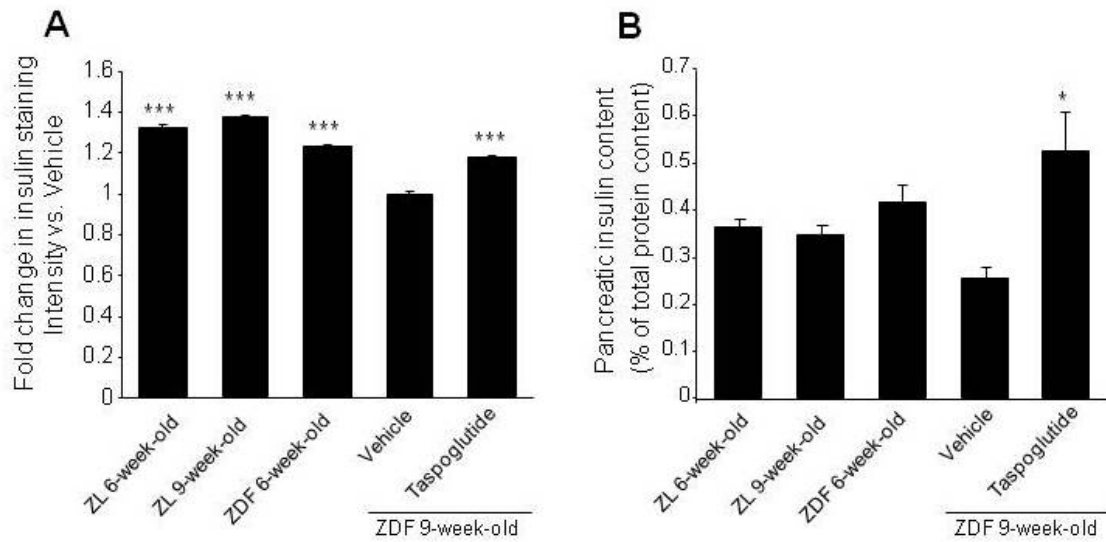 A
Fold change in insulin staining
Intensity vs. Vehicle
1.6
1.4
1.2
1
0.8
0.6
0.4
0.2
0
***
***
***
***
ZL 6-week-old
ZL 9-week-old
ZDF 6-week-old
Vehicle
Taspoglutide
ZDF 9-week-old
B
Pancreatic insulin content
(% of total protein content)
0.7
0.6
0.5
0.4
0.3
0.2
0.1
0
*
ZL 6-week-old
ZL 9-week-old
ZDF 6-week-old
Vehicle
Taspoglutide
ZDF 9-week-old